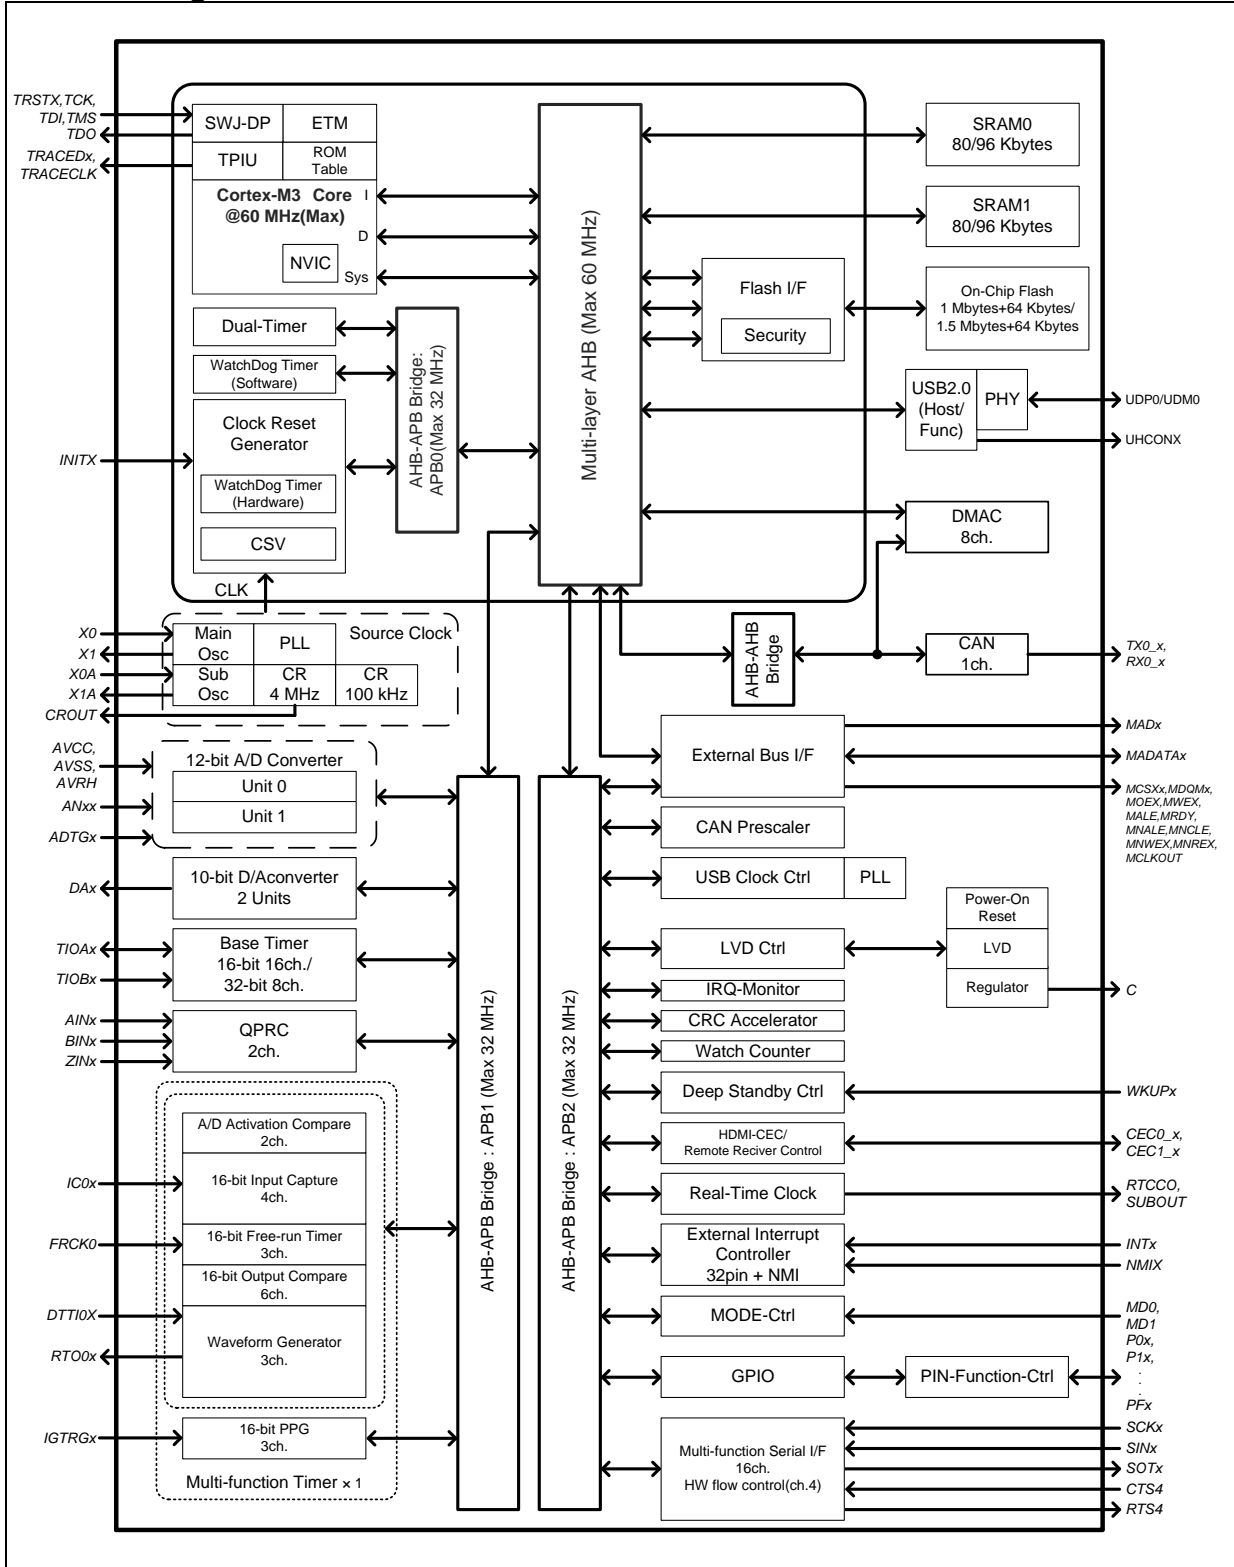 TRSTX,TCK,
TDI,TMS
TDO
TRACEDx,
TRACECLK
SWJ-DP
ETM
TPIU
ROM
Table
Cortex-M3 Core
@60 MHz(Max)
I
D
Sys
NVIC
Dual-Timer
WatchDog Timer
(Software)
Clock Reset
Generator
WatchDog Timer
(Hardware)
CSV
INITX
CLK
AHB-APB Bridge:
APB0(Max 32 MHz)
Multi-layer AHB (Max 60 MHz)
SRAM0
80/96 Kbytes
SRAM1
80/96 Kbytes
Flash I/F
Security
On-Chip Flash
1 Mbytes+64 Kbytes/
1.5 Mbytes+64 Kbytes
USB2.0
(Host/
Func)
PHY
UDP0/UDM0
UHCONX
DMAC
8ch.
AHB-AHB
Bridge
CAN
1ch.
TX0_x,
RX0_x
X0
X1
X0A
X1A
CROUT
Main
Osc
PLL
Source Clock
Sub
Osc
CR
4 MHz
CR
100 kHz
AVCC,
AVSS,
AVRH
ANxx
ADTGx
12-bit A/D Converter
Unit 0
Unit 1
DAx
10-bit D/Aconverter
2 Units
TIOAx
TIOBx
Base Timer
16-bit 16ch./
32-bit 8ch.
AINx
BINx
ZINx
QPRC
2ch.
A/D Activation Compare
2ch.
IC0x
16-bit Input Capture
4ch.
FRCK0
16-bit Free-run Timer
3ch.
16-bit Output Compare
6ch.
DTTI0X
RTO0x
Waveform Generator
3ch.
IGTRGx
16-bit PPG
3ch.
Multi-function Timer × 1
AHB-APB Bridge : APB1 (Max 32 MHz)
AHB-APB Bridge : APB2 (Max 32 MHz)
External Bus I/F
MADx
MADATAx
MCSXx,MDQMx,
MOEX,MWEX,
MALE,MRDY,
MNALE,MNCLE,
MNWEX,MNREX,
MCLKOUT
CAN Prescaler
USB Clock Ctrl
PLL
LVD Ctrl
Power-On
Reset
LVD
Regulator
C
IRQ-Monitor
CRC Accelerator
Watch Counter
Deep Standby Ctrl
WKUPx
HDMI-CEC/
Remote Reciver Control
CEC0_x,
CEC1_x
Real-Time Clock
RTCCO,
SUBOUT
External Interrupt
Controller
32pin + NMI
INTx
NMIX
MODE-Ctrl
MD0,
MD1
GPIO
PIN-Function-Ctrl
P0x,
P1x,
.
.
PFx
Multi-function Serial I/F
16ch.
HW flow control(ch.4)
SCKx
SINx
SOTx
CTS4
RTS4